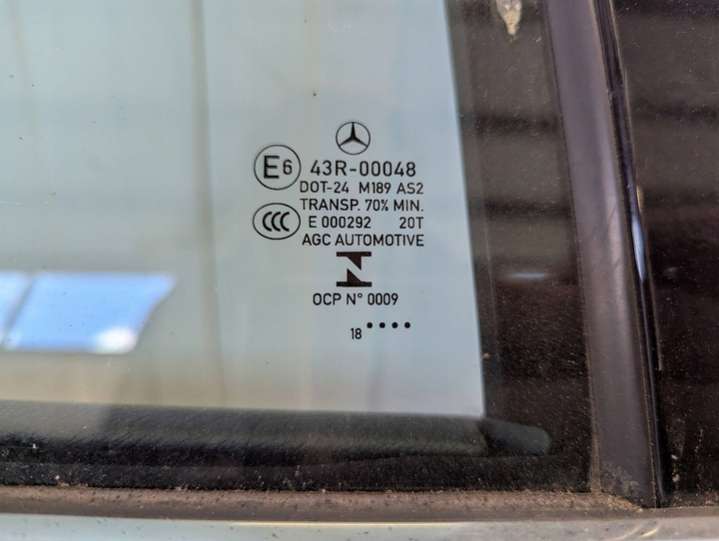 E6 43R-00048
DOT-24 M189 AS2
TRANSP. 70% MIN.
CCC E 000292 20T
AGC AUTOMOTIVE
N
OCP N° 0009
18 ••••